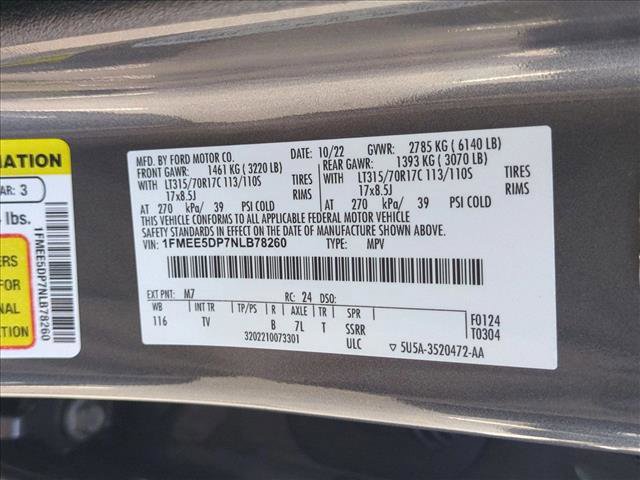 MATION
AR: 3
lbs.
ERS
FOR
NAL
ION
1FMEE5DP7NLB78260
MFD. BY FORD MOTOR CO. DATE: 10/22 GVWR: 2785 KG ( 6140 LB)
FRONT GAWR: 1461 KG ( 3220 LB) REAR GAWR: 1393 KG ( 3070 LB)
WITH LT315/70R17C 113/110S TIRES WITH LT315/70R17C 113/110S TIRES
17x8.5J RIMS 17x8.5J RIMS
AT 270 kPa/ 39 PSI COLD AT 270 kPa/ 39 PSI COLD
THIS VEHICLE CONFORMS TO ALL APPLICABLE FEDERAL MOTOR VEHICLE
SAFETY STANDARDS IN EFFECT ON THE DATE OF MANUFACTURE SHOWN ABOVE.
VIN: 1FMEE5DP7NLB78260 TYPE: MPV
EXT PNT: M7 RC: 24 DSO:
WB INT TR TP/PS R AXLE TR SPR
116 TV B 7L T SSRR
3202210073301 ULC
F0124
T0304
▽ 5U5A-3520472-AA